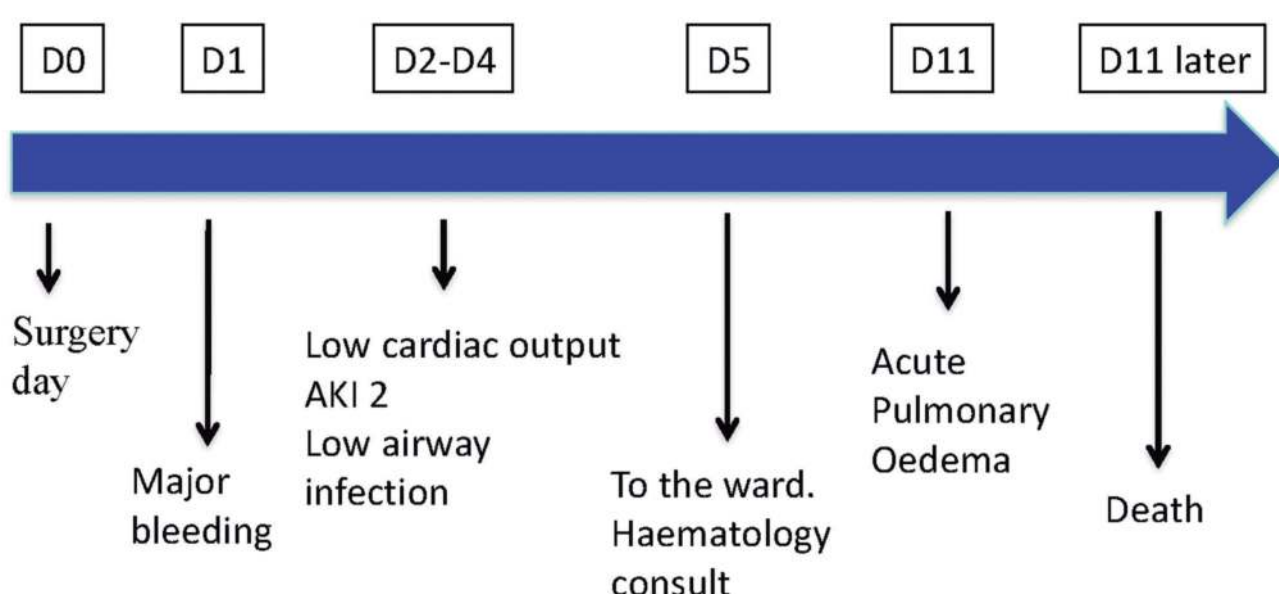 D0
D1
D2-D4
D5
D11
D11 later
Surgery
day
Major
bleeding
Low cardiac output
AKI 2
Low airway
infection
To the ward.
Haematology
consult
Acute
Pulmonary
Oedema
Death